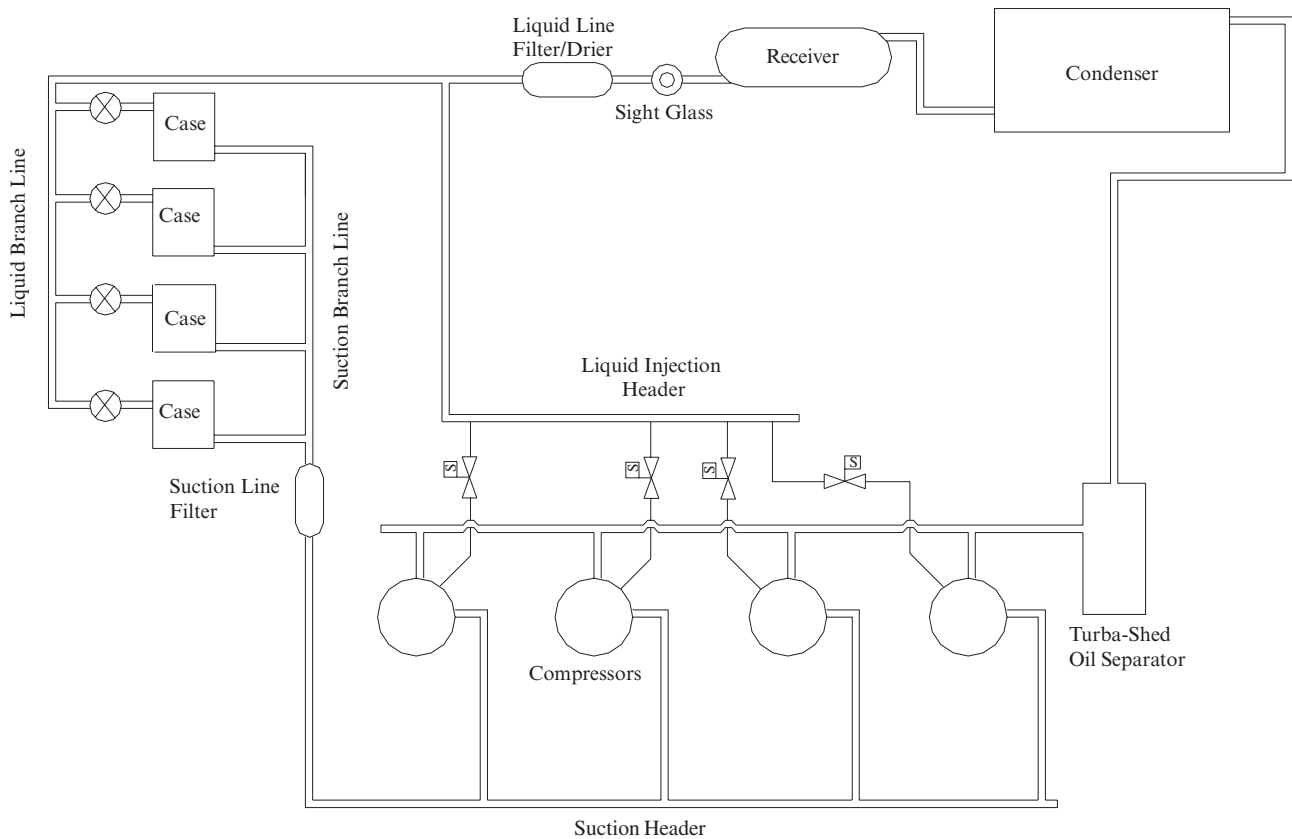 Liquid Line
Filter/Drier
Receiver
Condenser
Sight Glass
Case
Case
Case
Case
Liquid Branch Line
Suction Branch Line
Liquid Injection
Header
S
S
S
S
Suction Line
Filter
Compressors
Turba-Shed
Oil Separator
Suction Header